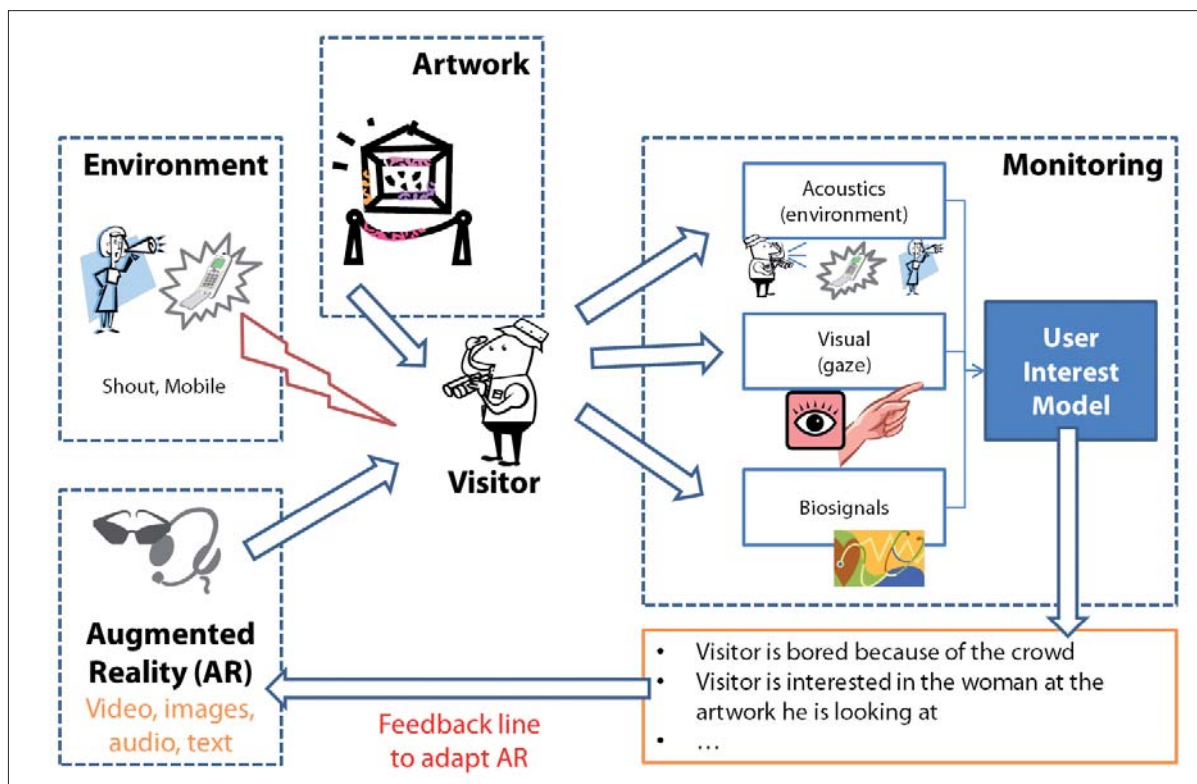 Artwork
Environment
Shout, Mobile
Visitor
Augmented
Reality (AR)
Video, images,
audio, text
Monitoring
Acoustics
(environment)
Visual
(gaze)
Biosignals
User
Interest
Model
• Visitor is bored because of the crowd
• Visitor is interested in the woman at the
artwork he is looking at
• ...
Feedback line
to adapt AR